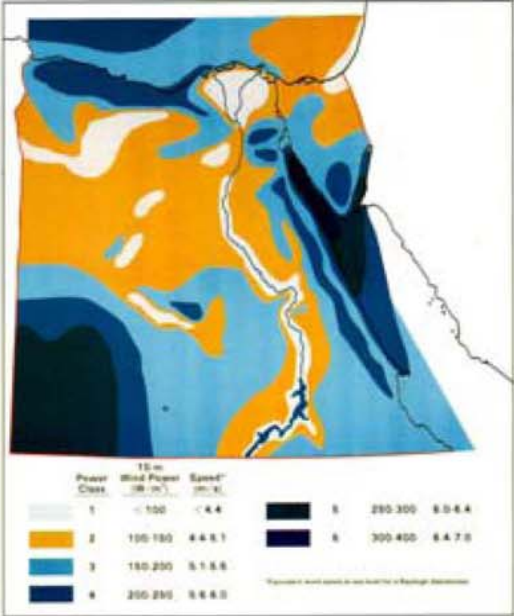 Power Class
10 m Wind Power (W/m²)
Speed* (m/s)
1 <100 <4.4
2 100-150 4.4-5.1
3 150-200 5.1-5.6
4 200-250 5.6-6.0
5 250-300 6.0-6.4
6 300-400 6.4-7.0